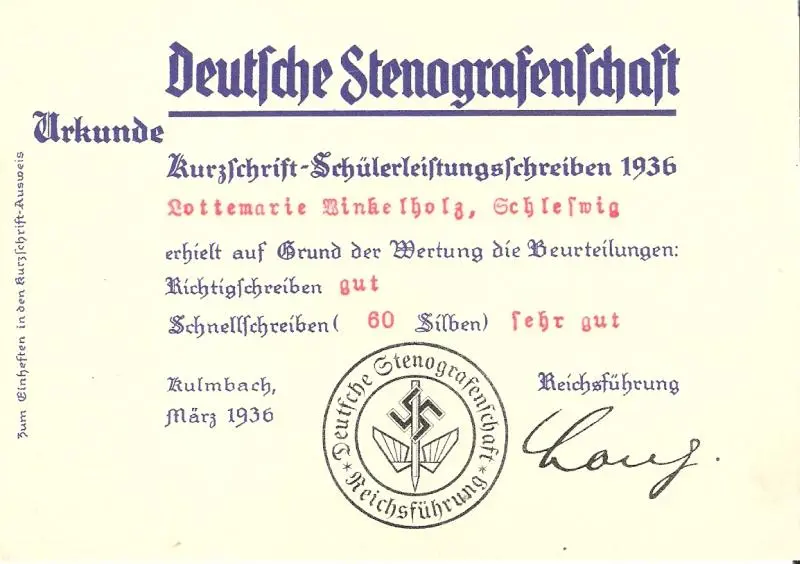 Deutsche Stenografenschaft
Urkunde
Kurzschrift-Schülerleistungsschreiben 1936
Lottemarie Winkelholz, Schleswig
erhielt auf Grund der Wertung die Beurteilungen:
Richtigschreiben gut
Schnellschreiben ( 60 Silben) sehr gut
Kulmbach,
März 1936
Reichsführung
Deutsche Stenografenschaft
* Reichsführung *
Lang.
zum Einheften in den Kurzschrift-Ausweis